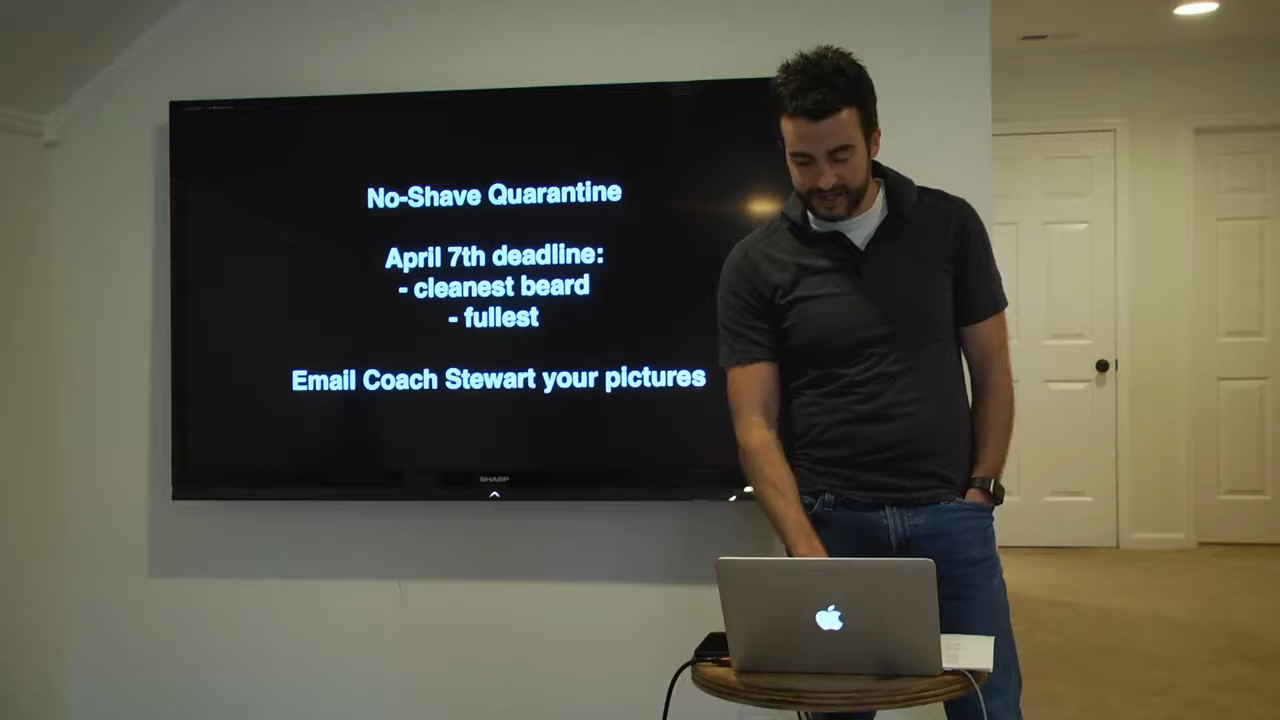 No-Shave Quarantine
April 7th deadline:
- cleanest beard
- fullest
Email Coach Stewart your pictures
SHARP